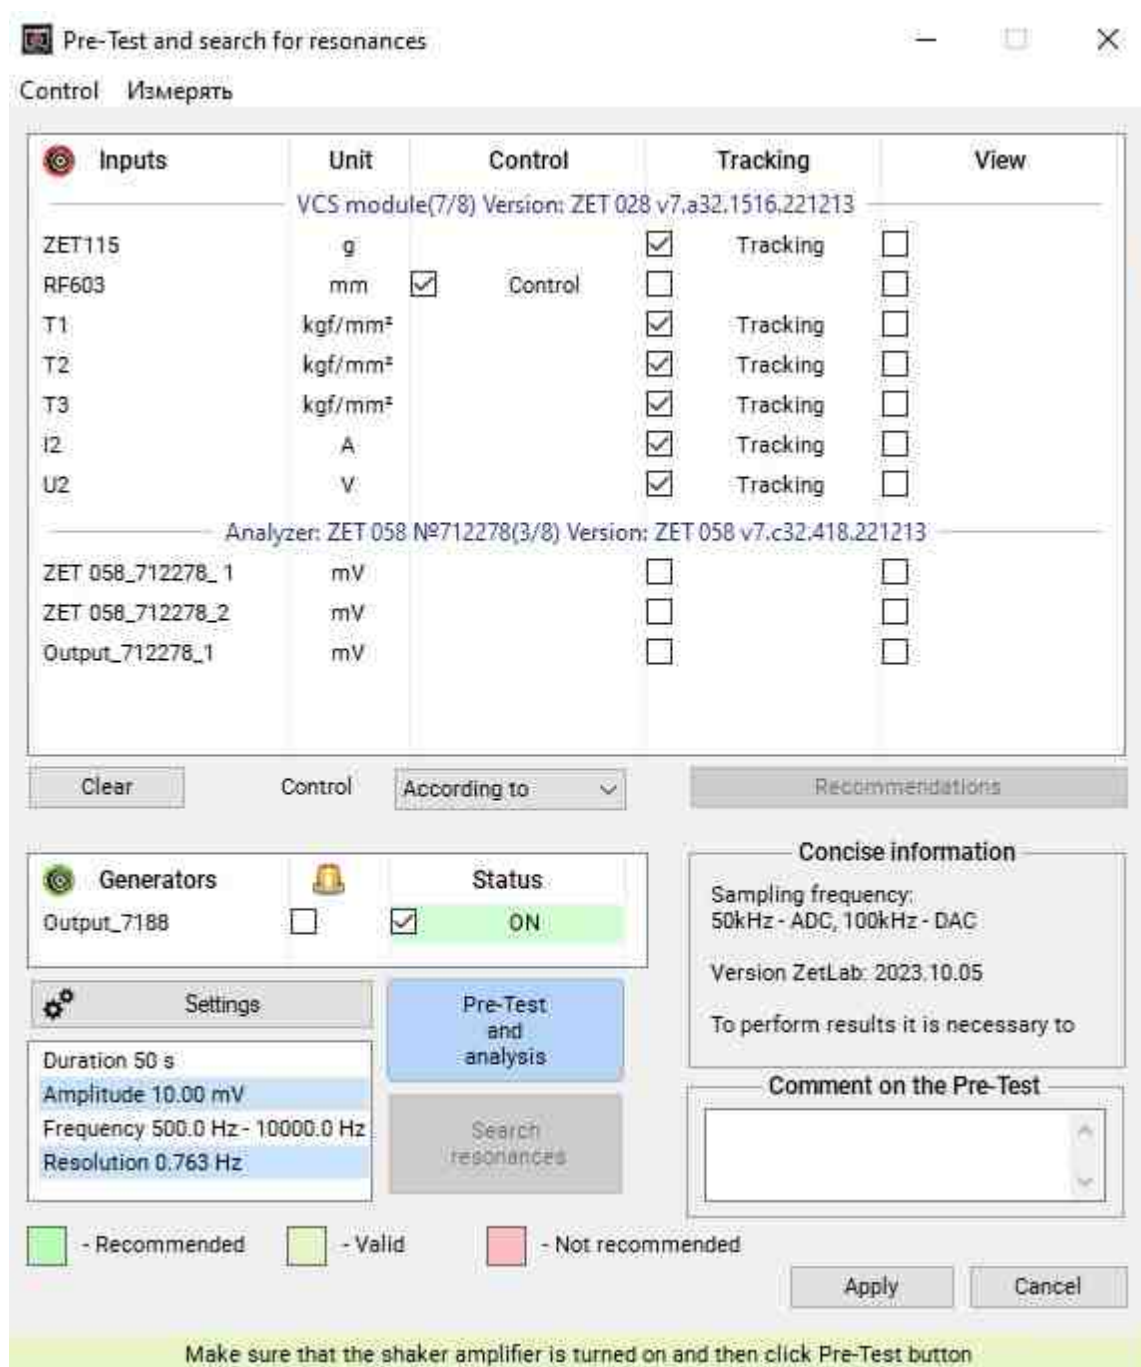 Pre-Test and search for resonances
Control Измерять
Inputs Unit Control Tracking View
VCS module(7/8) Version: ZET 028 v7.a32.1516.221213
ZET115 g Tracking
RF603 mm Control
T1 kgf/mm² Tracking
T2 kgf/mm² Tracking
T3 kgf/mm² Tracking
I2 A Tracking
U2 V Tracking
Analyzer: ZET 058 №712278(3/8) Version: ZET 058 v7.c32.418.221213
ZET 058_712278_ 1 mV
ZET 058_712278_2 mV
Output_712278_1 mV
Clear Control According to Recommendations
Generators Status
Output_7188 ON
Settings
Duration 50 s
Amplitude 10.00 mV
Frequency 500.0 Hz - 10000.0 Hz
Resolution 0.763 Hz
Pre-Test
and
analysis
Search
resonances
Concise information
Sampling frequency:
50kHz - ADC, 100kHz - DAC
Version ZetLab: 2023.10.05
To perform results it is necessary to
Comment on the Pre-Test
- Recommended - Valid - Not recommended
Apply Cancel
Make sure that the shaker amplifier is turned on and then click Pre-Test button